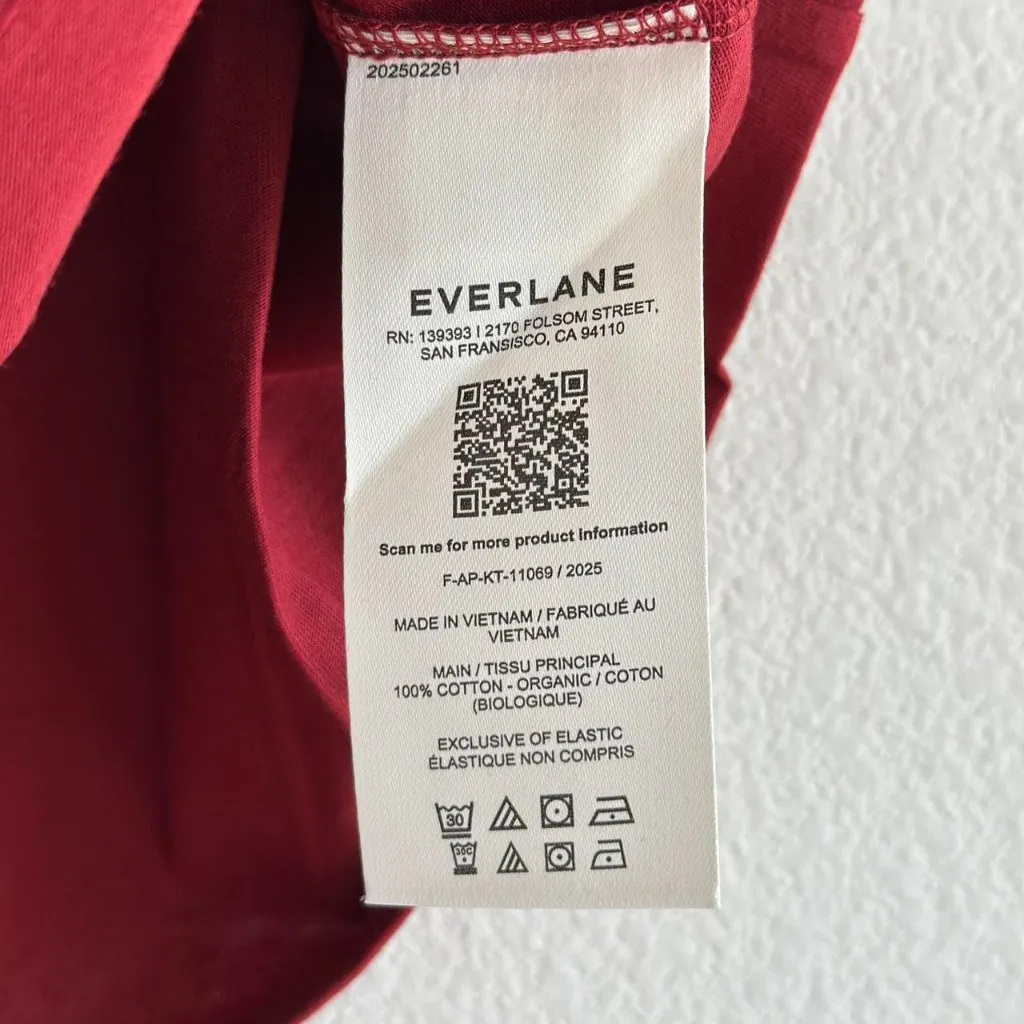 202502261
EVERLANE
RN: 139393 | 2170 FOLSOM STREET,
SAN FRANSISCO, CA 94110
Scan me for more product information
F-AP-KT-11069 / 2025
MADE IN VIETNAM / FABRIQUÉ AU
VIETNAM
MAIN / TISSU PRINCIPAL
100% COTTON - ORGANIC / COTON
(BIOLOGIQUE)
EXCLUSIVE OF ELASTIC
ÉLASTIQUE NON COMPRIS
30
30C